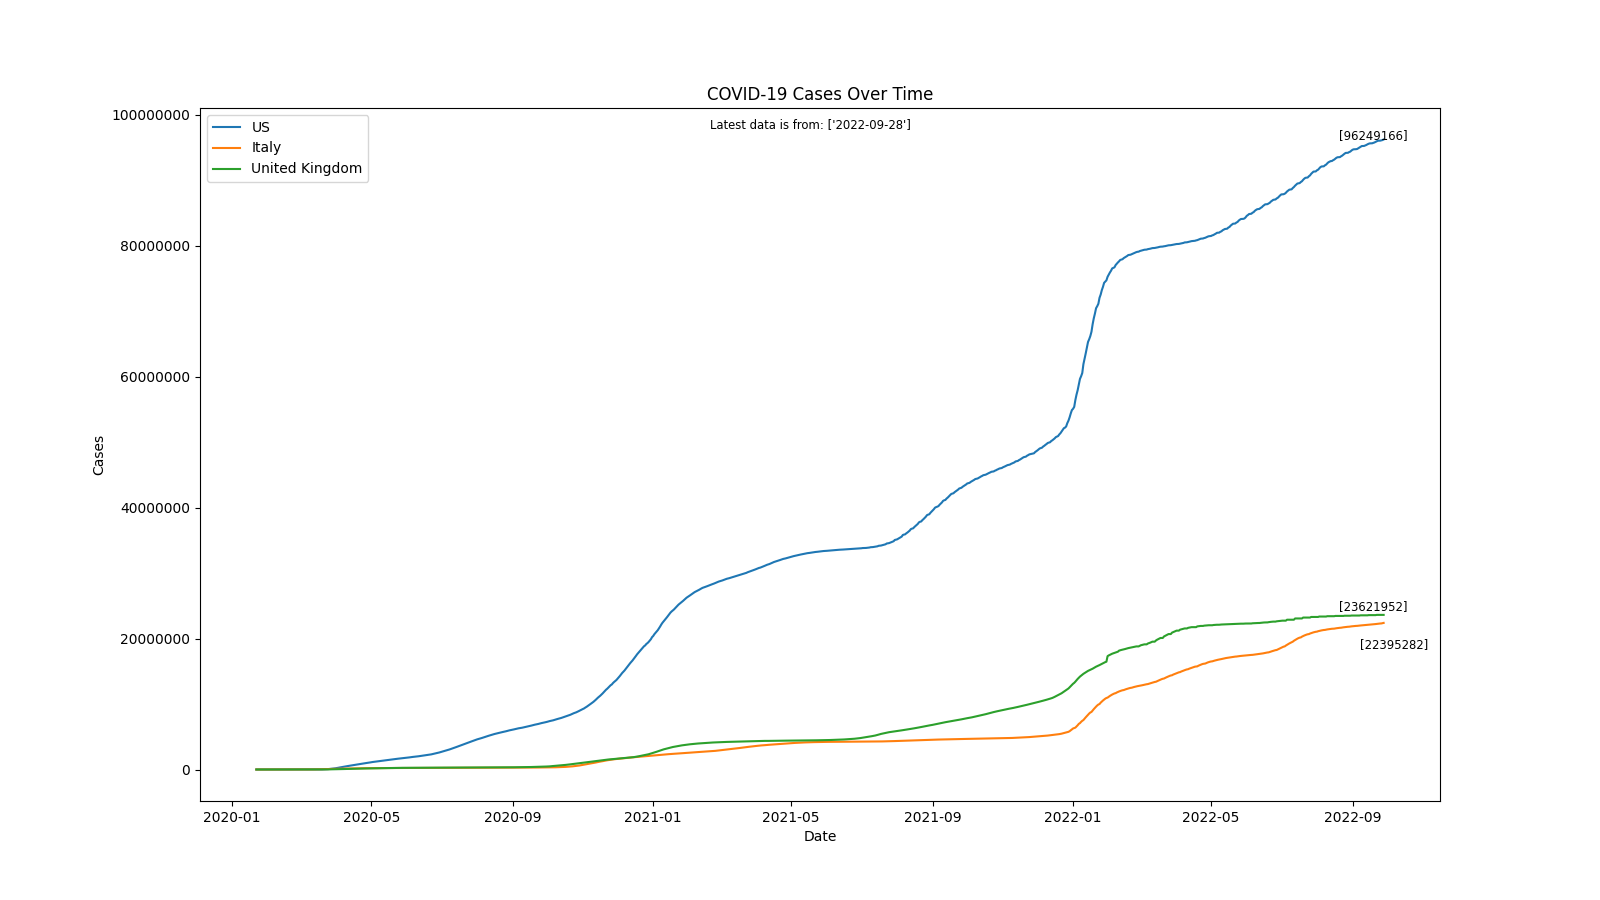 COVID-19 Cases Over Time
Latest data is from: ['2022-09-28']
US
Italy
United Kingdom
[96249166]
[23621952]
[22395282]
100000000
80000000
60000000
40000000
20000000
0
Cases
2020-01
2020-05
2020-09
2021-01
2021-05
2021-09
2022-01
2022-05
2022-09
Date